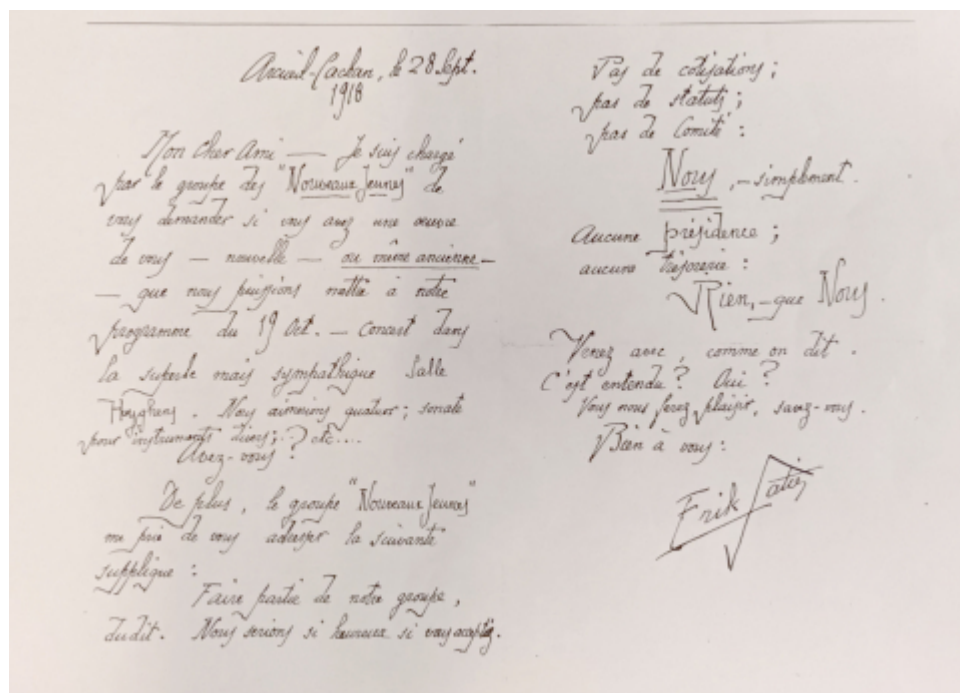 Arcueil-Cachan, le 28 Sept.
1918
Mon Cher Ami — Je suis chargé
par le groupe des "Nouveaux Jeunes" de
vous demander si vous avez une œuvre
de vous — nouvelle — ou même ancienne —
— que nous puissions mettre à notre
programme du 19 Oct. — concert dans
la superbe mais sympathique Salle
Huyghens. Nous aimerions quatuor; sonate
pour instruments divers; ..? etc....
Avez-vous?
De plus, le groupe "Nouveaux Jeunes"
me prie de vous adresser la suivante
supplique :
Faire partie de notre groupe,
dudit. Nous serions si heureux si vous acceptiez.
Pas de cotisations;
pas de statuts;
pas de Comité :
Nous, — simplement.
Aucune présidence;
aucune trésorerie :
Rien, — que Nous.
Venez avec, comme on dit.
C'est entendu? Oui?
Vous nous ferez plaisir, savez-vous.
Bien à vous :
Erik Satie